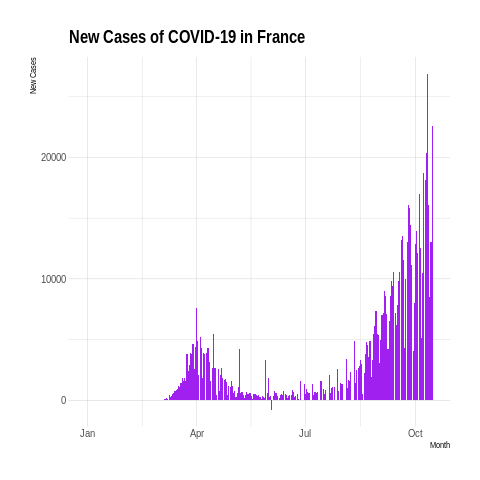 New Cases of COVID-19 in France
New Cases
20000
10000
0
Jan Apr Jul Oct
Month